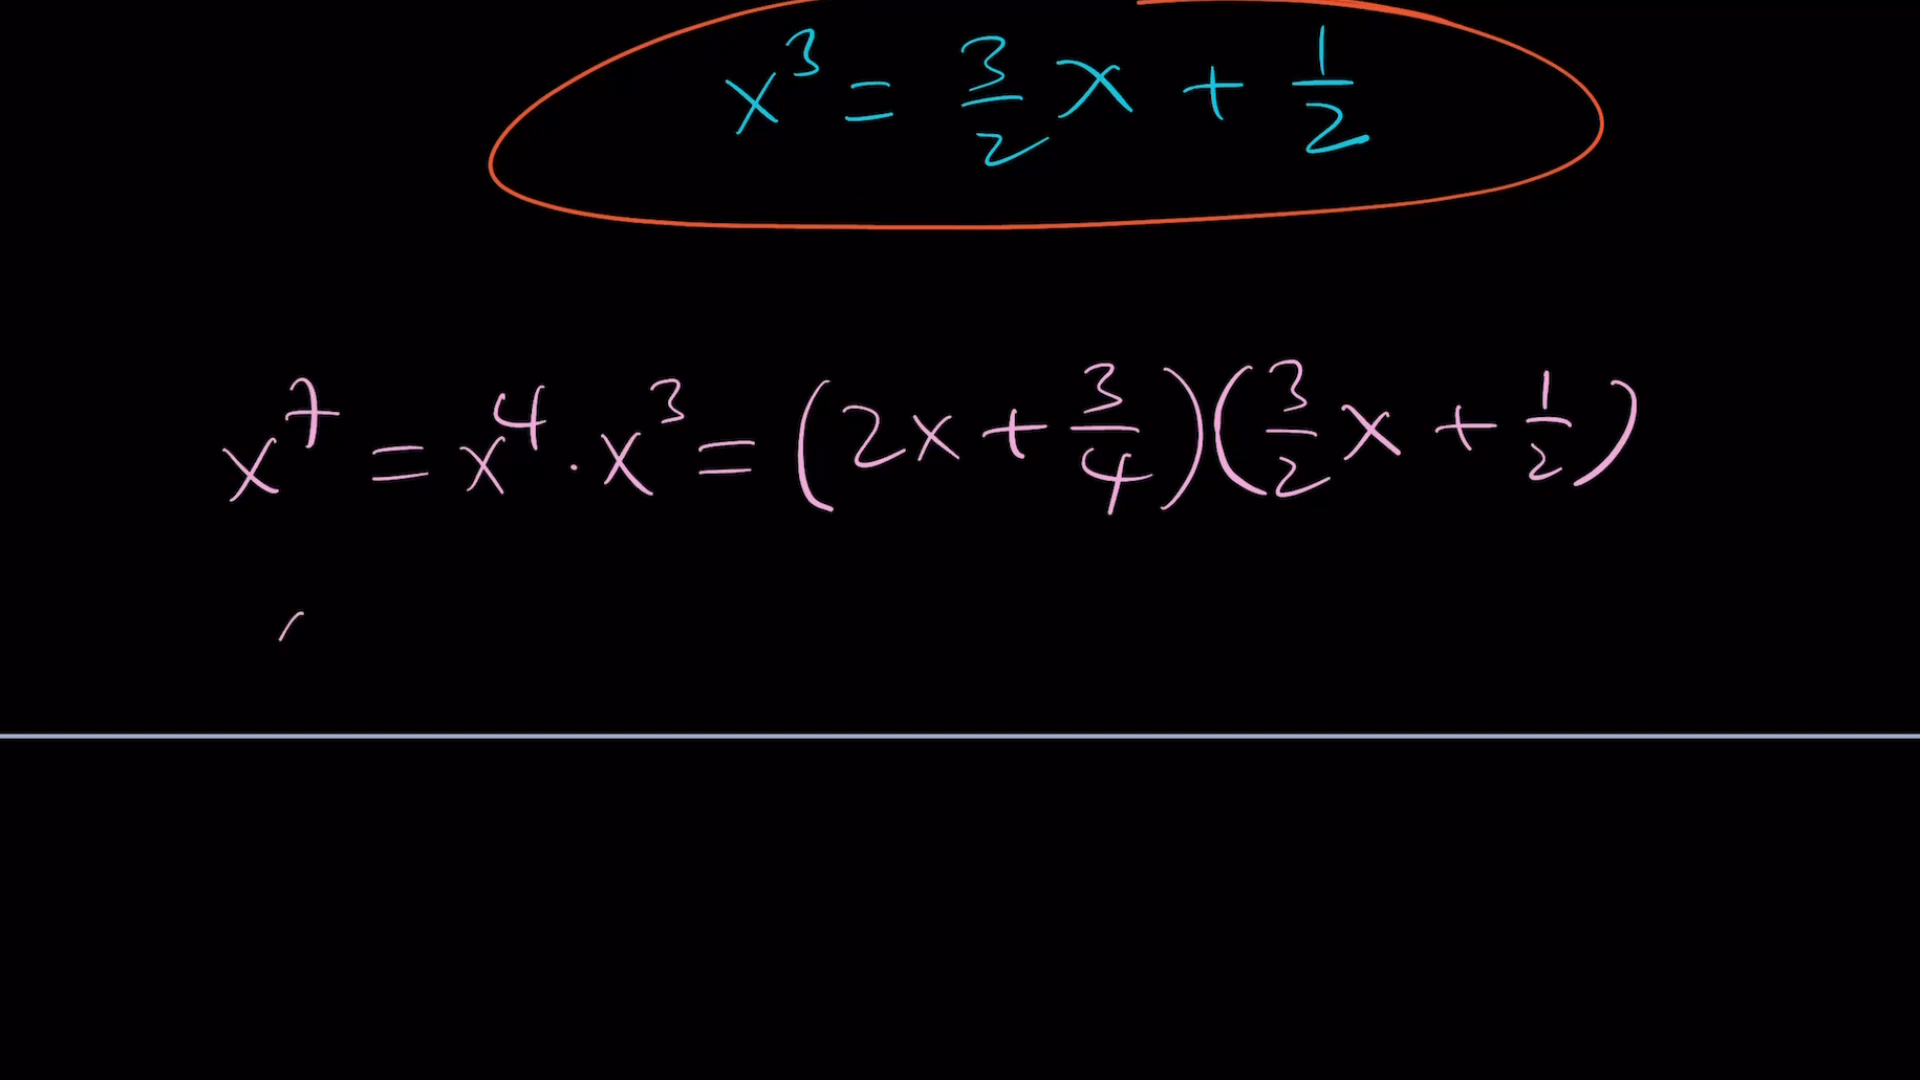 x³ = 3/2 x + 1/2
x⁷ = x⁴ · x³ = (2x + 3/4)(3/2 x + 1/2)